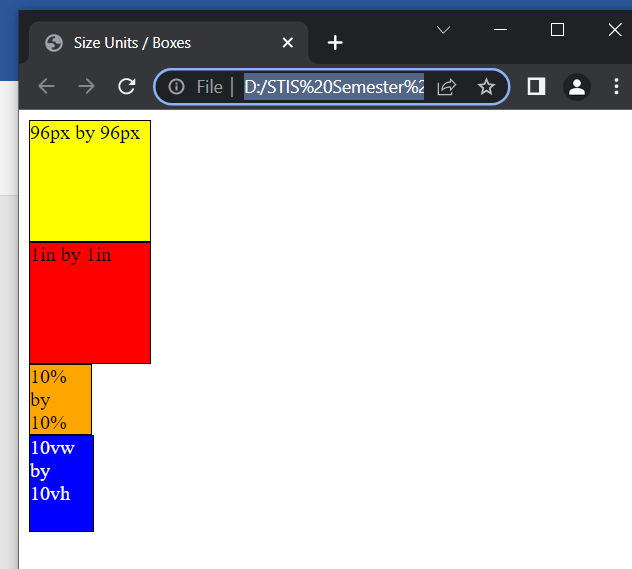 Size Units / Boxes
File
D:/STIS%20Semester%2
96px by 96px
1in by 1in
10%
by
10%
10vw
by
10vh